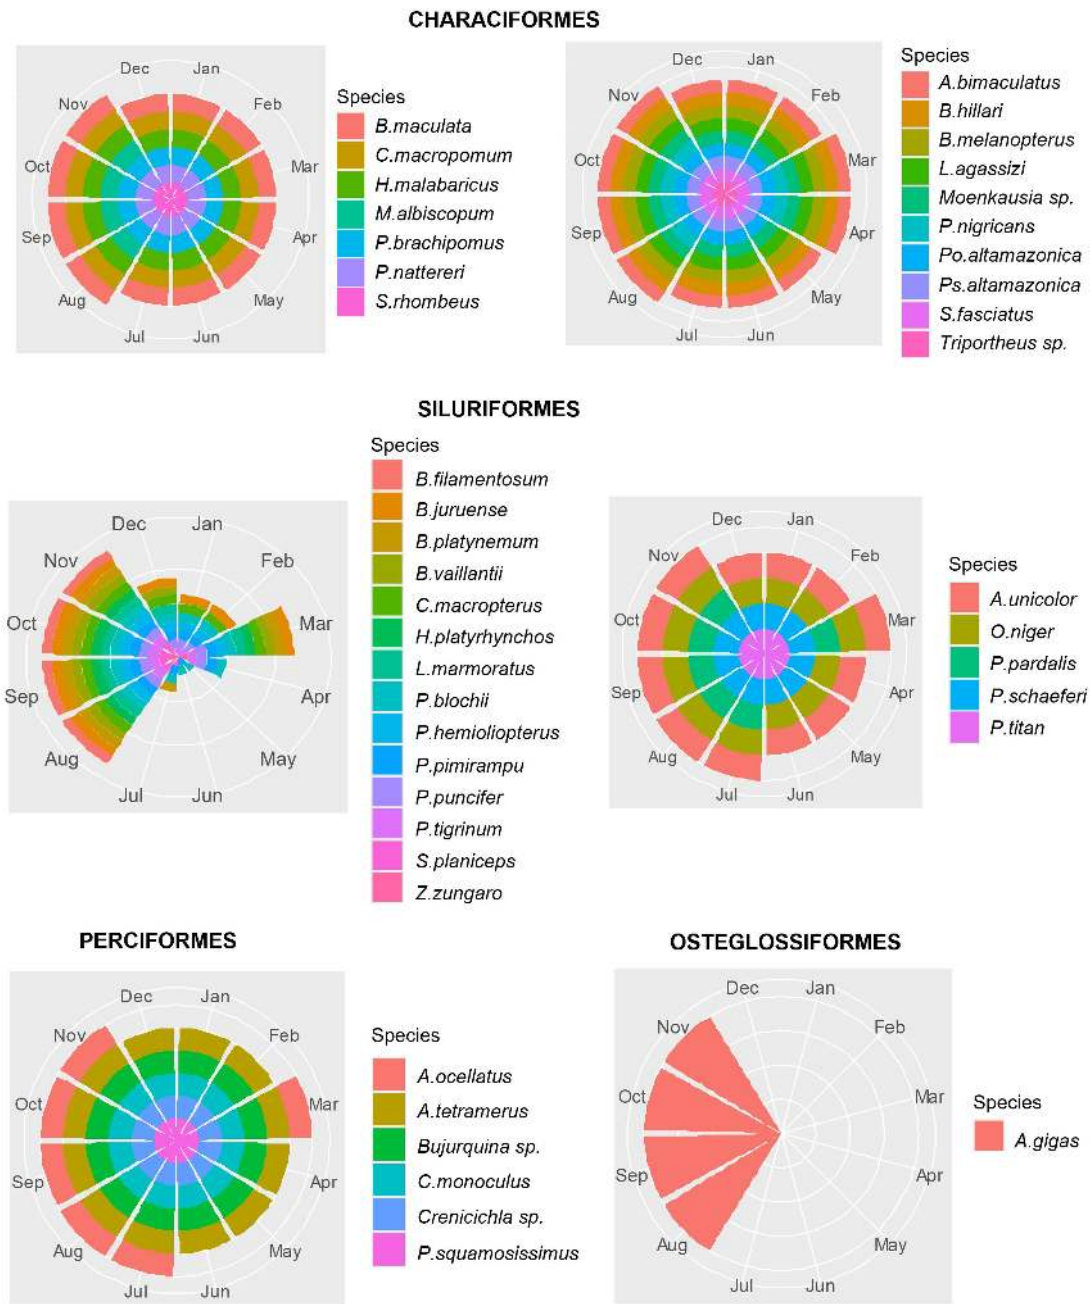 CHARACIFORMES
Dec
Jan
Nov
Feb
Oct
Mar
Sep
Apr
Aug
May
Jul
Jun
Species
B.maculata
C.macropomum
H.malabaricus
M.albiscopum
P.brachipomus
P.nattereri
S.rhombeus
Dec
Jan
Nov
Feb
Oct
Mar
Sep
Apr
Aug
May
Jul
Jun
Species
A.bimaculatus
B.hillari
B.melanopterus
L.agassizi
Moenkausia sp.
P.nigricans
Po.altamazonica
Ps.altamazonica
S.fasciatus
Triportheus sp.
SILURIFORMES
Dec
Jan
Nov
Feb
Oct
Mar
Sep
Apr
Aug
May
Jul
Jun
Species
B.filamentosum
B.juruense
B.platynemum
B.vaillantii
C.macropterus
H.platyrhynchos
L.marmoratus
P.blochii
P.hemioliopterus
P.pimirampu
P.puncifer
P.tigrinum
S.planiceps
Z.zungaro
Dec
Jan
Nov
Feb
Oct
Mar
Sep
Apr
Aug
May
Jul
Jun
Species
A.unicolor
O.niger
P.pardalis
P.schaeferi
P.titan
PERCIFORMES
Dec
Jan
Nov
Feb
Oct
Mar
Sep
Apr
Aug
May
Jul
Jun
Species
A.ocellatus
A.tetramerus
Bujurquina sp.
C.monoculus
Crenicichla sp.
P.squamosissimus
OSTEGLOSSIFORMES
Dec
Jan
Nov
Feb
Oct
Mar
Sep
Apr
Aug
May
Jul
Jun
Species
A.gigas